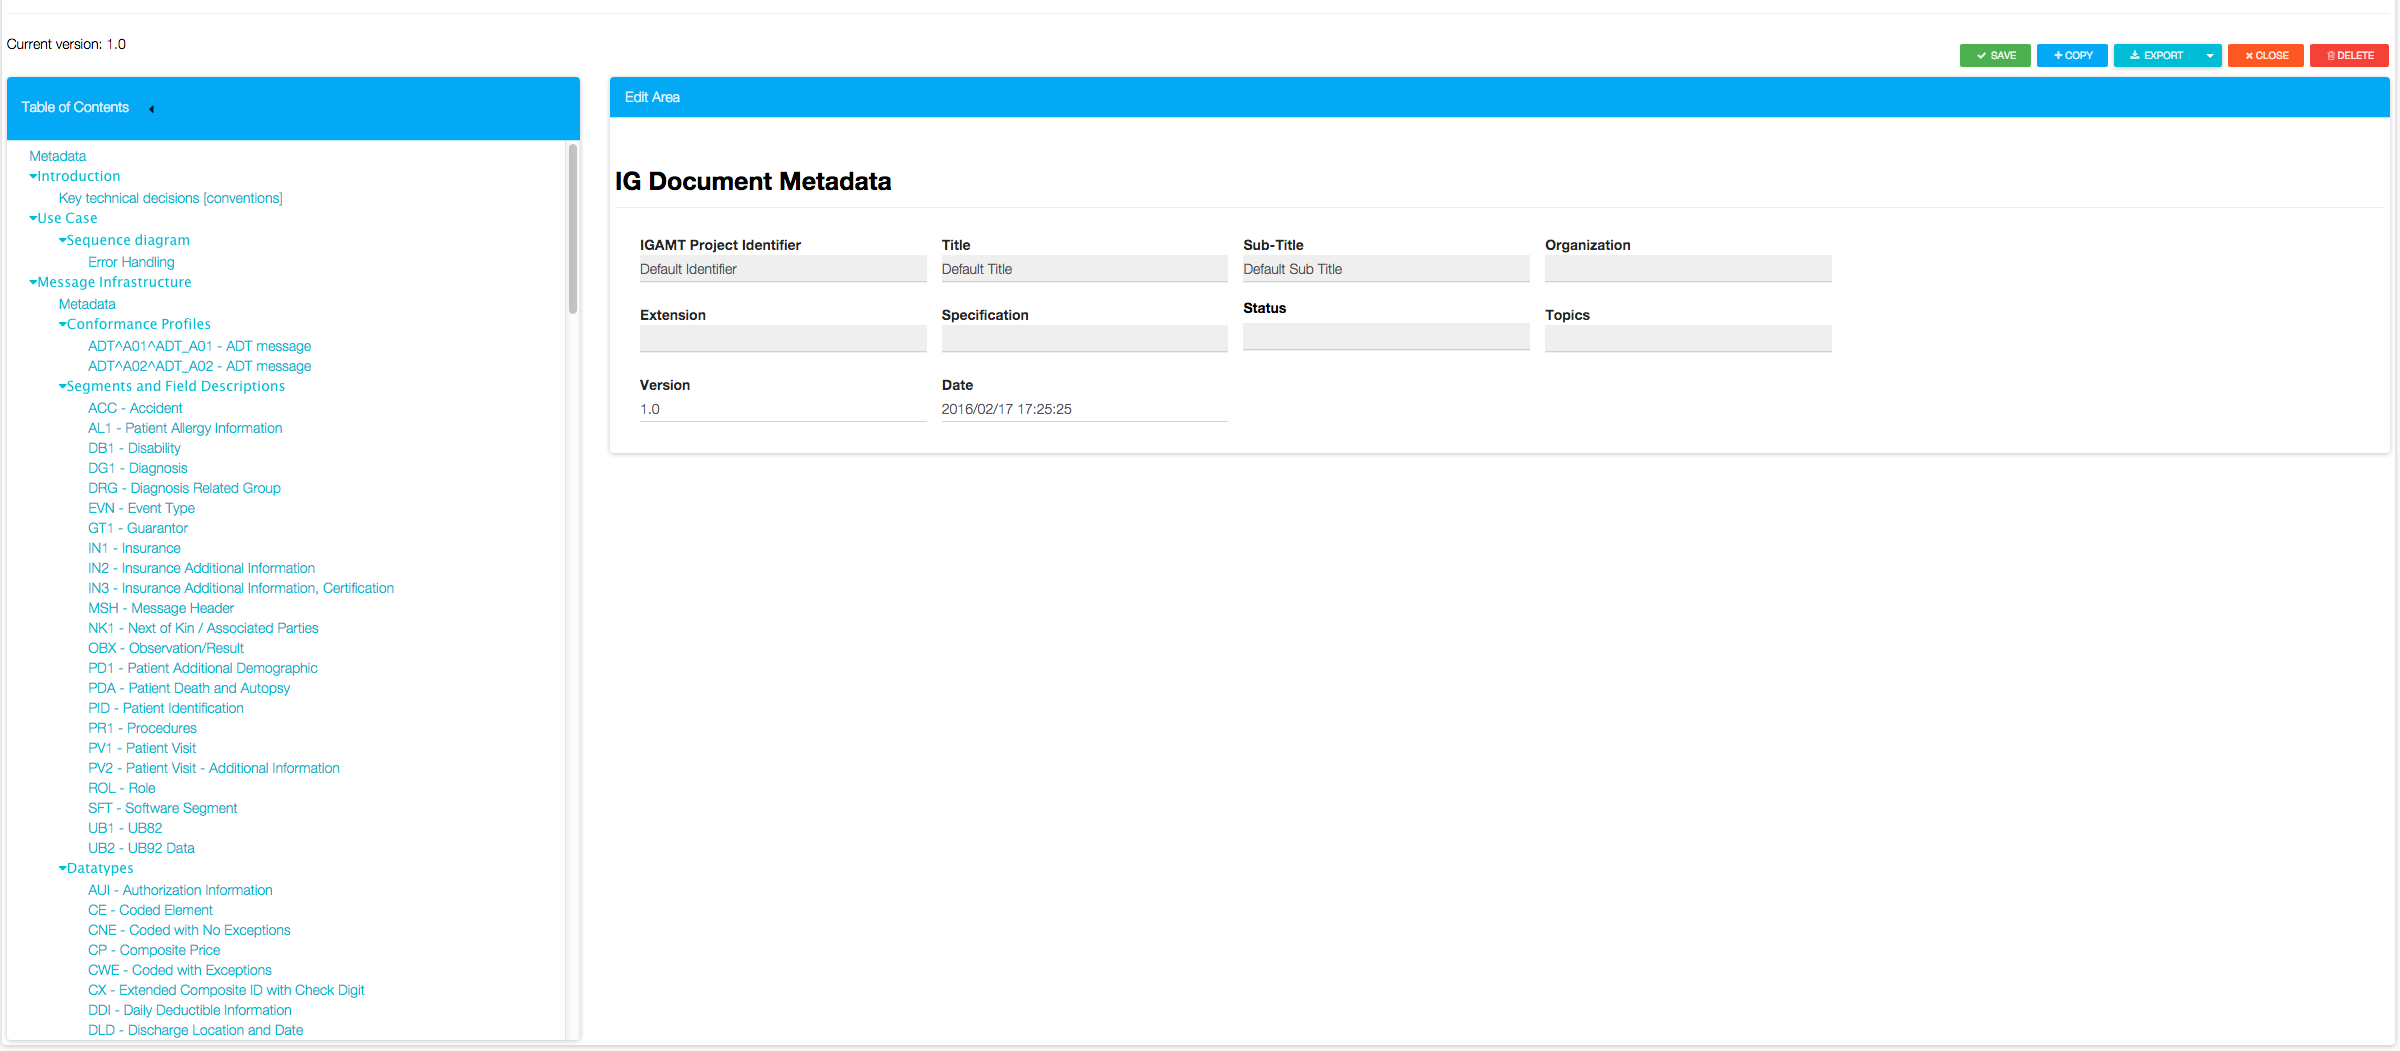 Current version: 1.0
SAVE COPY EXPORT CLOSE DELETE
Table of Contents
Metadata
Introduction
Key technical decisions [conventions]
Use Case
Sequence diagram
Error Handling
Message Infrastructure
Metadata
Conformance Profiles
ADT^A01^ADT_A01 - ADT message
ADT^A02^ADT_A02 - ADT message
Segments and Field Descriptions
ACC - Accident
AL1 - Patient Allergy Information
DB1 - Disability
DG1 - Diagnosis
DRG - Diagnosis Related Group
EVN - Event Type
GT1 - Guarantor
IN1 - Insurance
IN2 - Insurance Additional Information
IN3 - Insurance Additional Information, Certification
MSH - Message Header
NK1 - Next of Kin / Associated Parties
OBX - Observation/Result
PD1 - Patient Additional Demographic
PDA - Patient Death and Autopsy
PID - Patient Identification
PR1 - Procedures
PV1 - Patient Visit
PV2 - Patient Visit - Additional Information
ROL - Role
SFT - Software Segment
UB1 - UB82
UB2 - UB92 Data
Datatypes
AUI - Authorization Information
CE - Coded Element
CNE - Coded with No Exceptions
CP - Composite Price
CWE - Coded with Exceptions
CX - Extended Composite ID with Check Digit
DDI - Daily Deductible Information
DLD - Discharge Location and Date
Edit Area
IG Document Metadata
IGAMT Project Identifier Title Sub-Title Organization
Default Identifier Default Title Default Sub Title
Extension Specification Status Topics
Version Date
1.0 2016/02/17 17:25:25